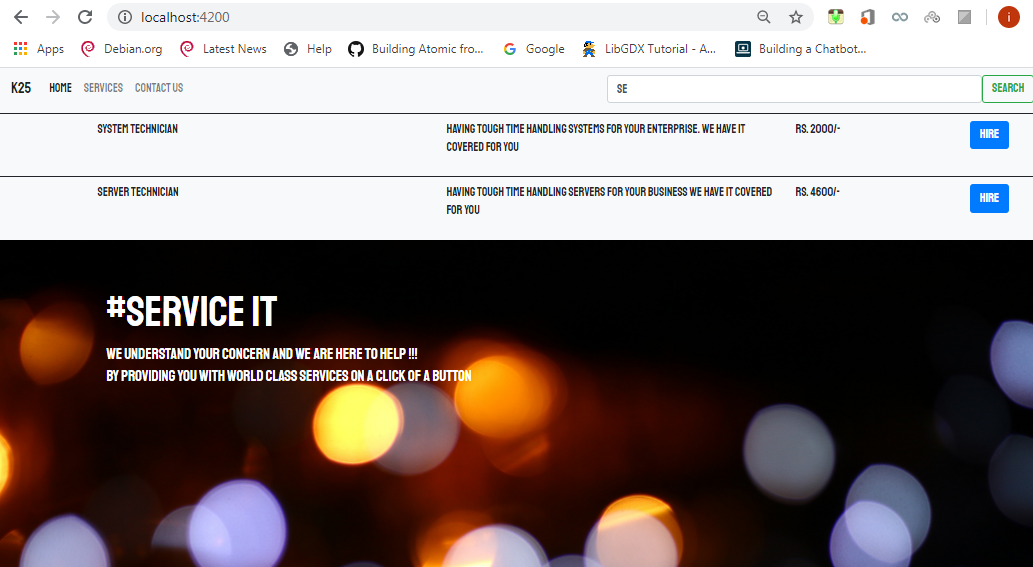 localhost:4200
i
Apps
Debian.org
Latest News
Help
Building Atomic fro...
Google
LibGDX Tutorial - A...
Building a Chatbot...
K25
HOME
SERVICES
CONTACT US
SE
SEARCH
SYSTEM TECHNICIAN
HAVING TOUGH TIME HANDLING SYSTEMS FOR YOUR ENTERPRISE. WE HAVE IT
COVERED FOR YOU
RS. 2000/-
HIRE
SERVER TECHNICIAN
HAVING TOUGH TIME HANDLING SERVERS FOR YOUR BUSINESS WE HAVE IT COVERED
FOR YOU
RS. 4600/-
HIRE
#SERVICE IT
WE UNDERSTAND YOUR CONCERN AND WE ARE HERE TO HELP !!!
BY PROVIDING YOU WITH WORLD CLASS SERVICES ON A CLICK OF A BUTTON